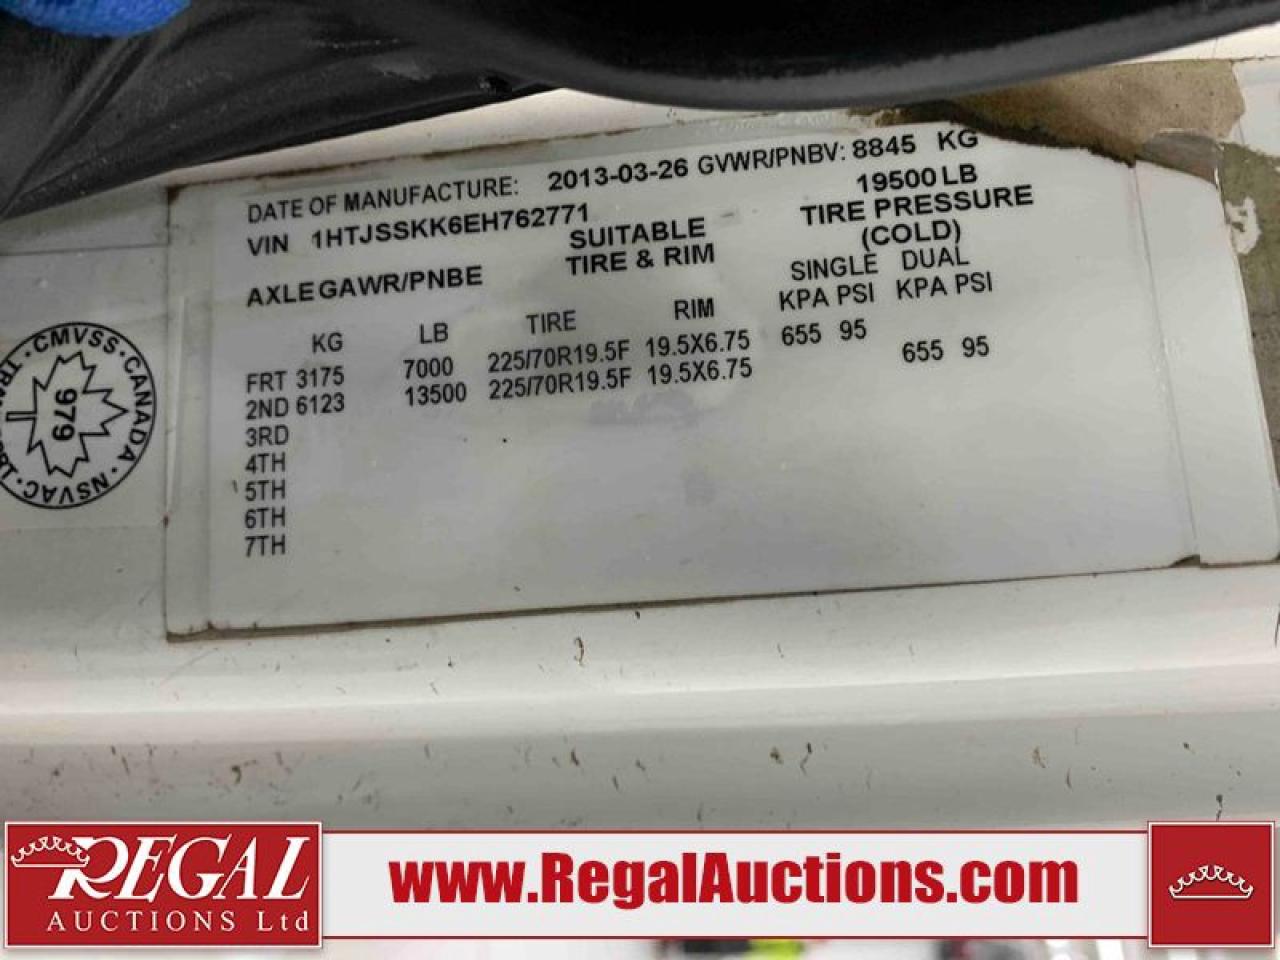 DATE OF MANUFACTURE: 2013-03-26 GVWR/PNBV: 8845 KG
19500 LB
VIN 1HTJSSKK6EH762771
SUITABLE TIRE & RIM
TIRE PRESSURE (COLD)
AXLE GAWR/PNBE
SINGLE DUAL
KG LB TIRE RIM KPA PSI KPA PSI
FRT 3175 7000 225/70R19.5F 19.5X6.75 655 95
2ND 6123 13500 225/70R19.5F 19.5X6.75 655 95
3RD
4TH
5TH
6TH
7TH
CMVSS · CANADA · NSVAC
979
REGAL
AUCTIONS Ltd
www.RegalAuctions.com